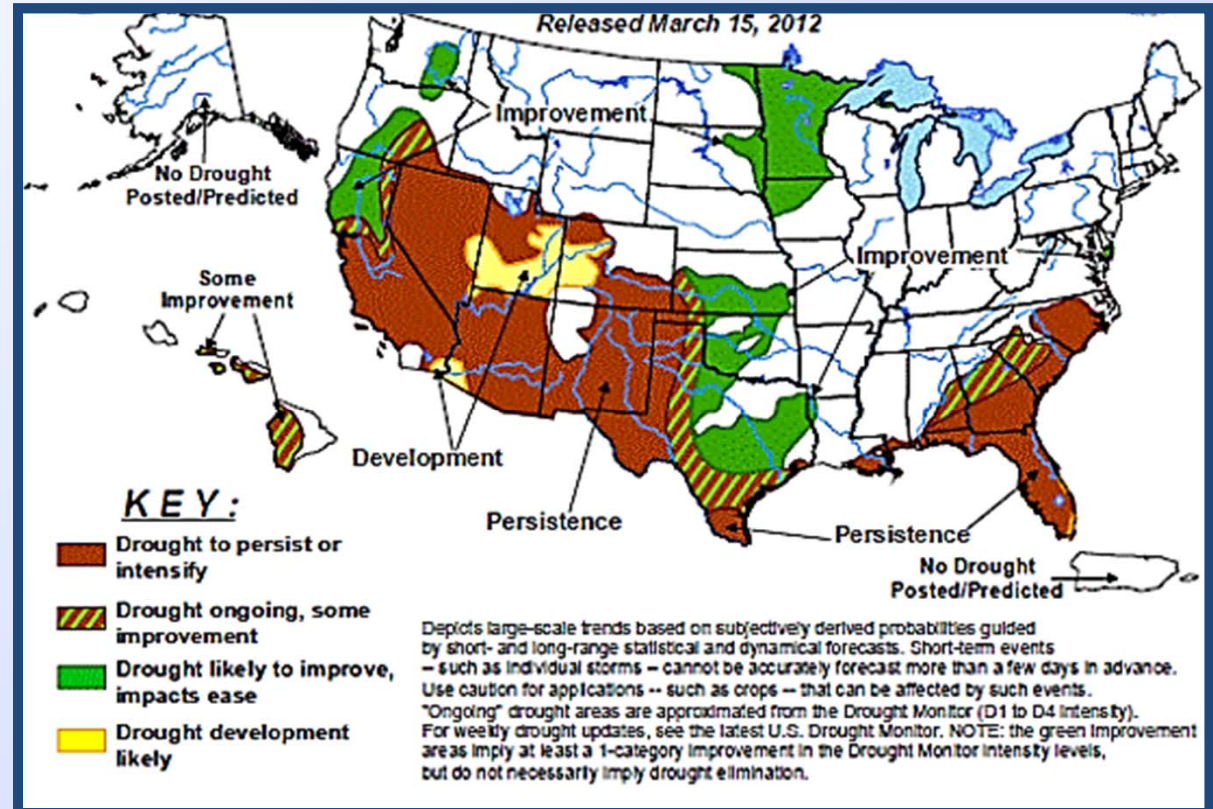 Released March 15, 2012
Improvement
No Drought
Posted/Predicted
Improvement
Some
Improvement
Development
Persistence
Persistence
No Drought
Posted/Predicted
KEY:
Drought to persist or
intensify
Drought ongoing, some
improvement
Drought likely to improve,
impacts ease
Drought development
likely
Depicts large-scale trends based on subjectively derived probabilities guided
by short- and long-range statistical and dynamical forecasts. Short-term events
-- such as individual storms -- cannot be accurately forecast more than a few days in advance.
Use caution for applications -- such as crops -- that can be affected by such events.
"Ongoing" drought areas are approximated from the Drought Monitor (D1 to D4 intensity).
For weekly drought updates, see the latest U.S. Drought Monitor. NOTE: the green improvement
areas imply at least a 1-category improvement in the Drought Monitor intensity levels,
but do not necessarily imply drought elimination.